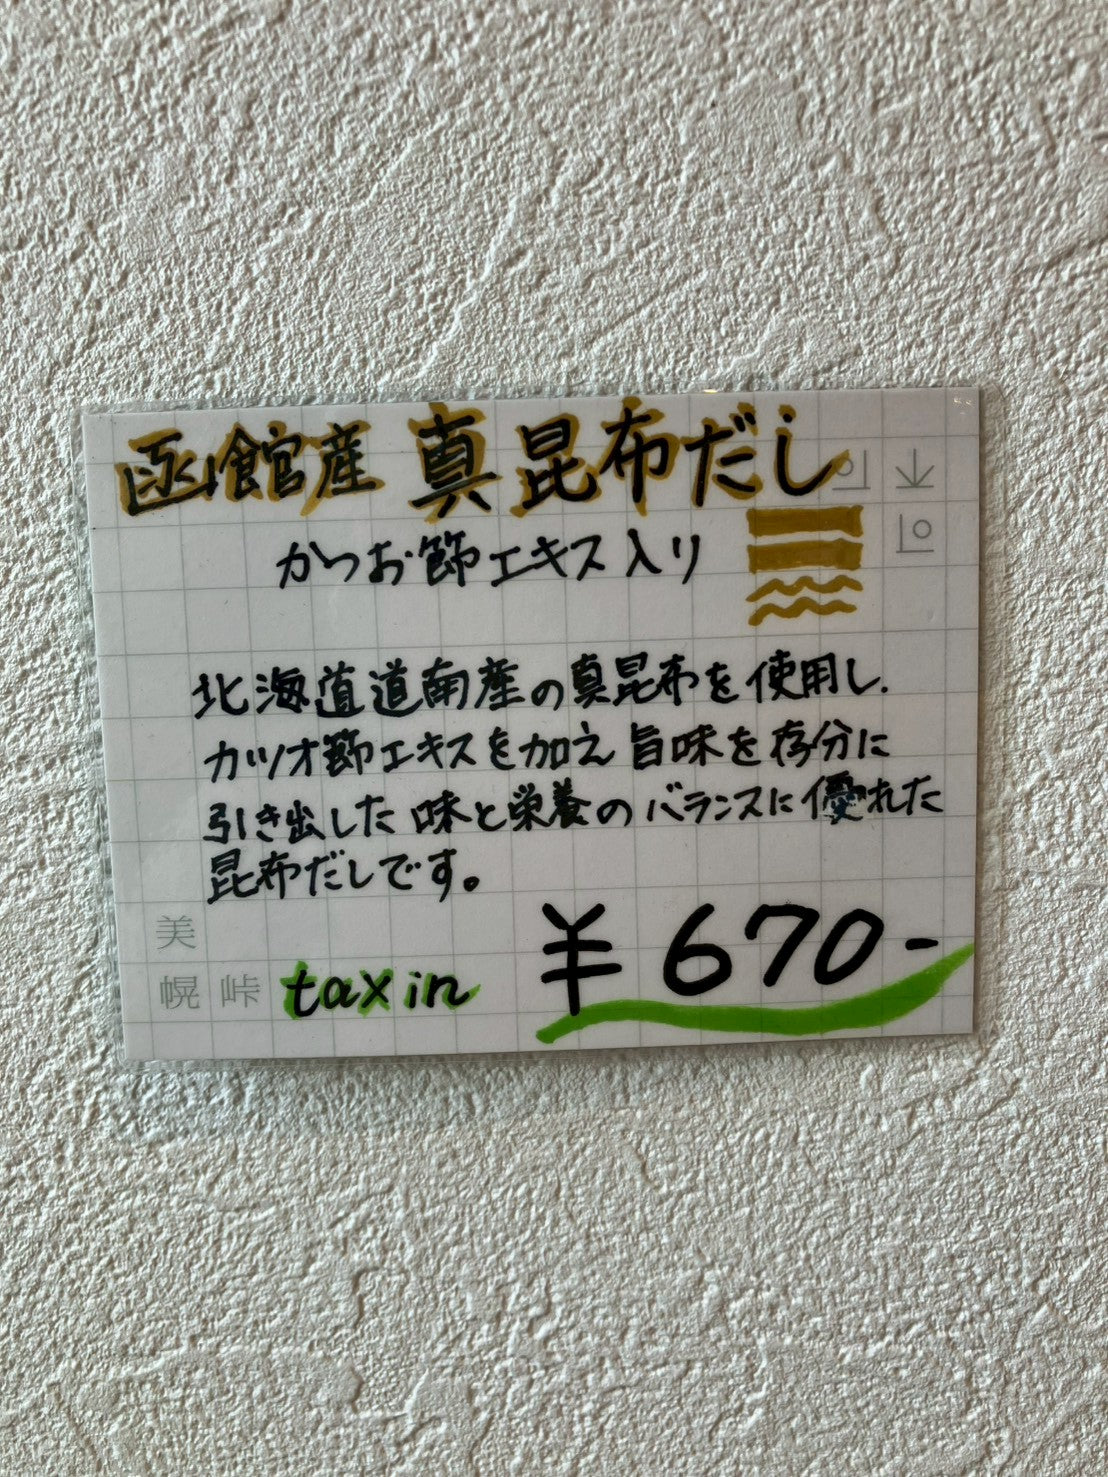 函館産 真昆布だし
かつお節エキス入り
北海道道南産の真昆布を使用し、
カツオ節エキスを加え 旨味を存分に
引き出した 味と栄養のバランスに優れた
昆布だしです。
美
幌 峠
tax in ¥670-